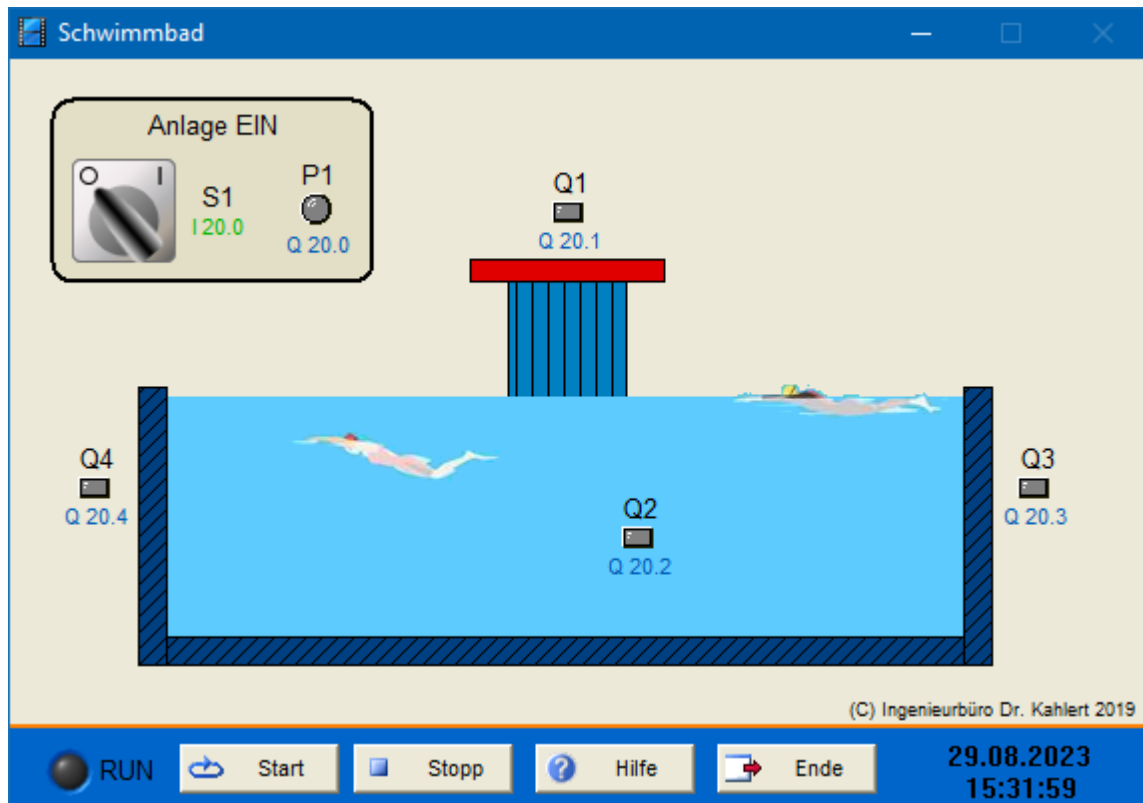 Schwimmbad
Anlage EIN
O I
S1
I 20.0
P1
Q 20.0
Q1
Q 20.1
Q4
Q 20.4
Q2
Q 20.2
Q3
Q 20.3
(C) Ingenieurbüro Dr. Kahlert 2019
RUN
Start
Stopp
? Hilfe
Ende
29.08.2023
15:31:59